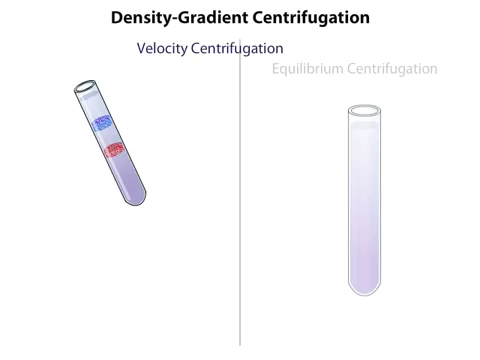 Density-Gradient Centrifugation
Velocity Centrifugation
Equilibrium Centrifugation